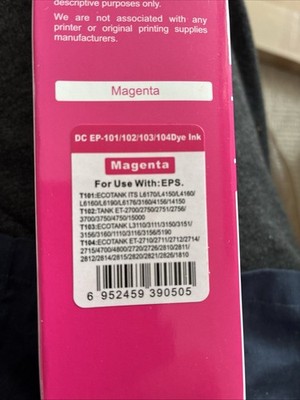 descriptive purposes only.
We are not associated with any
printer or original printing supplies
manufacturers.
Magenta
DC EP-101/102/103/104Dye Ink
Magenta
For Use With:EPS.
T101:ECOTANK ITS L6170/L4150/L4160/
L6160/L6190/L6176/3160/4156/14150
T102:TANK ET-2700/2750/2751/2756/
3700/3750/4750/15000
T103:ECOTANK L3110/3111/3150/3151/
3156/3160/1110/3116/3156/5190
T104:ECOTANK ET-2710/2711/2712/2714/
2715/4700/4800/2720/2726/2810/2811/
2812/2814/2815/2820/2821/2826/1810
6 952459 390505